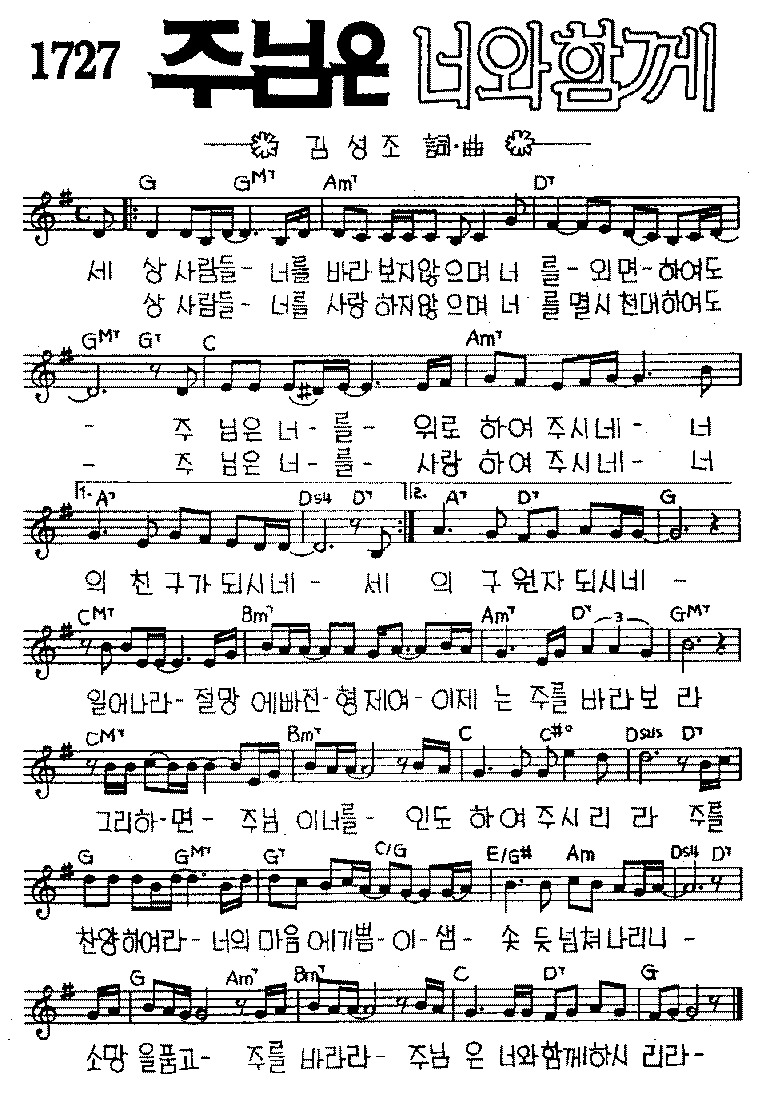 1727 주님은 너와함께
김 성 조 詞·曲
G GM7 Am7 D7
세 상 사람들- 너를 바라 보지않으며 너 를- 외면-하여도
상 사람들- 너를 사랑 하지않으며 너 를 멸시 천대하여도
GM7 G7 C Am7
- 주 님은 너-를- 위로 하여 주시네- 너
- 주 님은 너-를- 사랑 하여 주시네- 너
1. A7 Dsus4 D7 2. A7 D7 G
의 친 구가 되시네- 세 의 구 원자 되시네 -
CM7 Bm7 Am7 D7 3 GM7
일어나라- 절망 에빠진-형제여-이제 는 주를 바라보 라
CM7 Bm7 C C#° Dsus D7
그리하-면- 주님 이너를- 인도 하여 주시 리 라 주를
G GM7 G7 C/G E/G# Am Dsus4 D7
찬양하여라- 너의 마음에기쁨-이-샘- 솟 듯넘쳐나리니 -
G Am7 Bm7 C D7 G
소망 을품고- 주를 바라라- 주님 은 너와함께하시 리라-